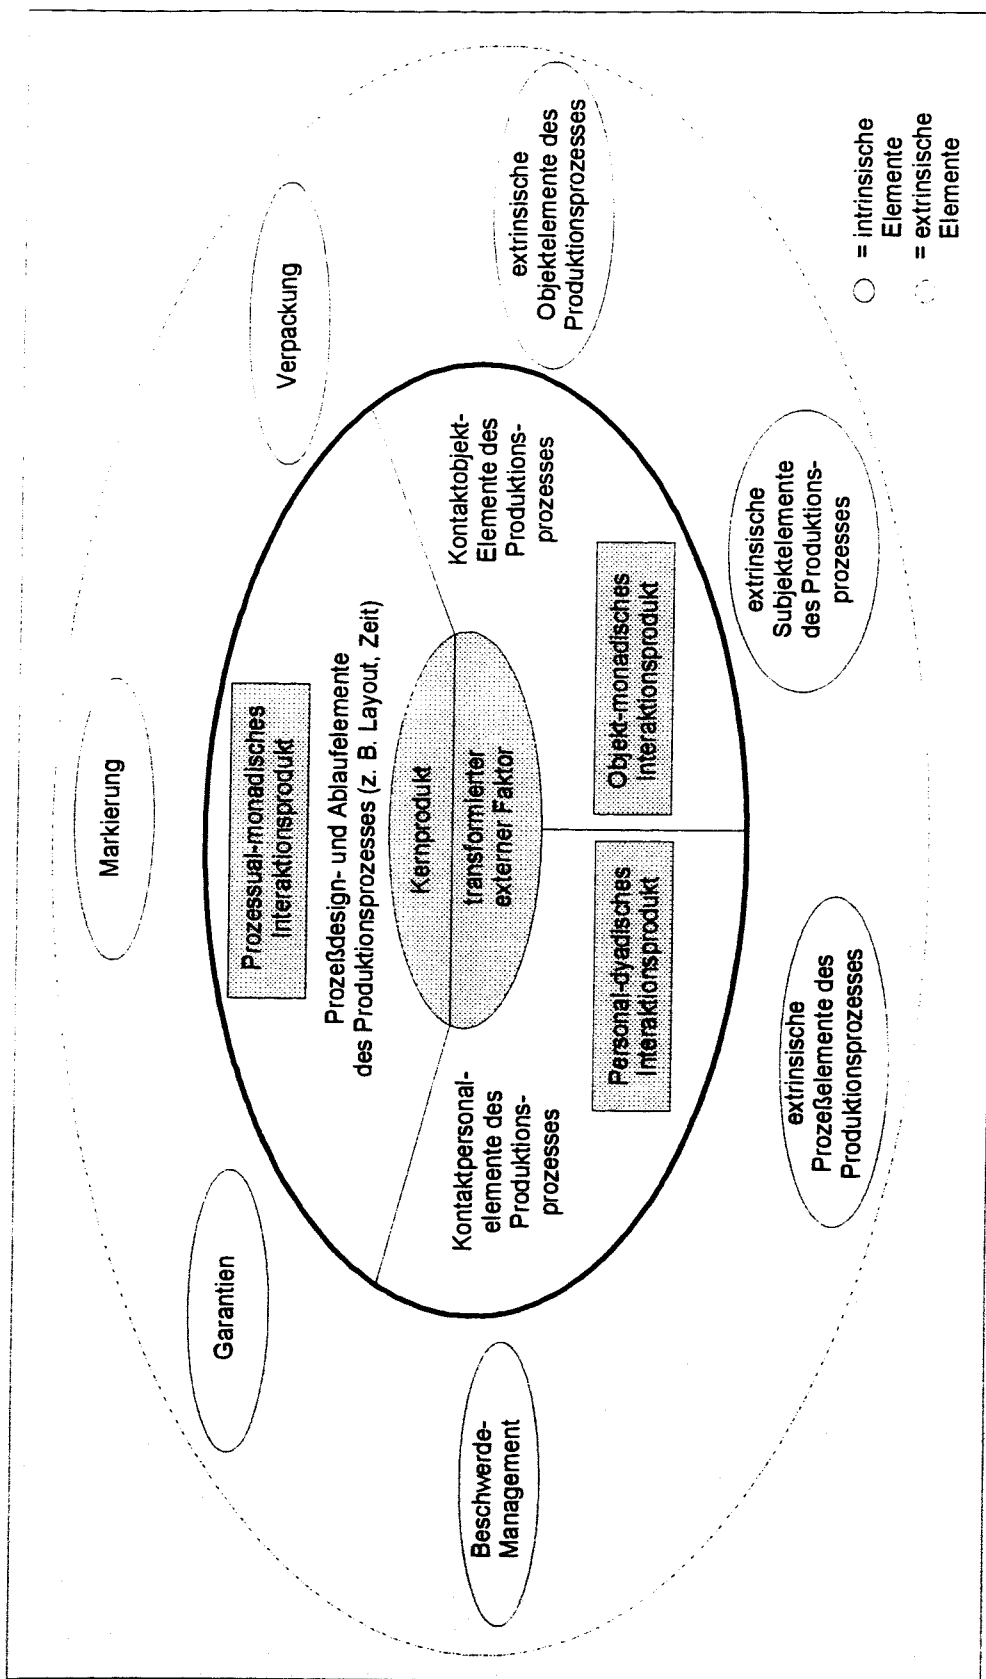 Markierung
Verpackung
Garantien
Prozessual-monadisches
Interaktionsprodukt
Prozeßdesign- und Ablaufelemente
des Produktionsprozesses (z. B. Layout, Zeit)
Kernprodukt
transformierter
externer Faktor
Kontaktpersonal-
elemente des
Produktions-
prozesses
Kontaktobjekt-
Elemente des
Produktions-
prozesses
Beschwerde-
Management
extrinsische
Objektelemente des
Produktionsprozesses
Personal-dyadisches
Interaktionsprodukt
Objekt-monadisches
Interaktionsprodukt
extrinsische
Prozeßelemente des
Produktionsprozesses
extrinsische
Subjektelemente
des Produktions-
prozesses
= intrinsische
Elemente
= extrinsische
Elemente